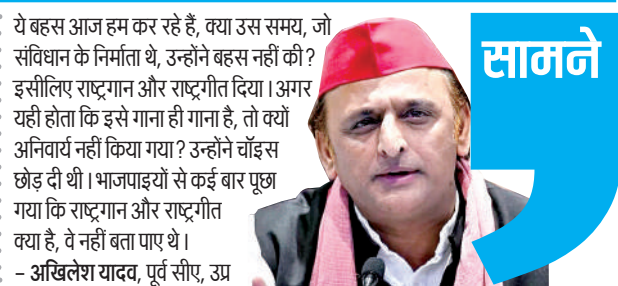 ये बहस आज हम कर रहे हैं, क्या उस समय, जो
संविधान के निर्माता थे, उन्होंने बहस नहीं की?
इसीलिए राष्ट्रगान और राष्ट्रगीत दिया। अगर
यही होता कि इसे गाना ही गाना है, तो क्यों
अनिवार्य नहीं किया गया? उन्होंने चॉइस
छोड़ दी थी। भाजपाइयों से कई बार पूछा
गया कि राष्ट्रगान और राष्ट्रगीत
क्या है, वे नहीं बता पाए थे।
– अखिलेश यादव, पूर्व सीए, उप्र
सामने